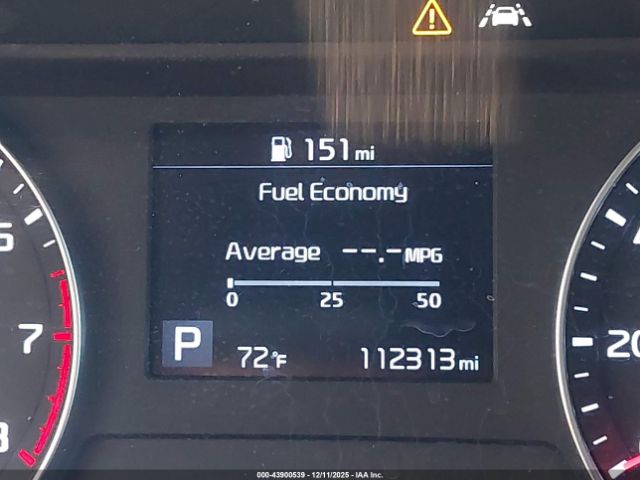 151 mi
Fuel Economy
Average --.- MPG
0 25 50
P 72°F 112313 mi
7
20
000-43900539 - 12/11/2025 - IAA Inc.